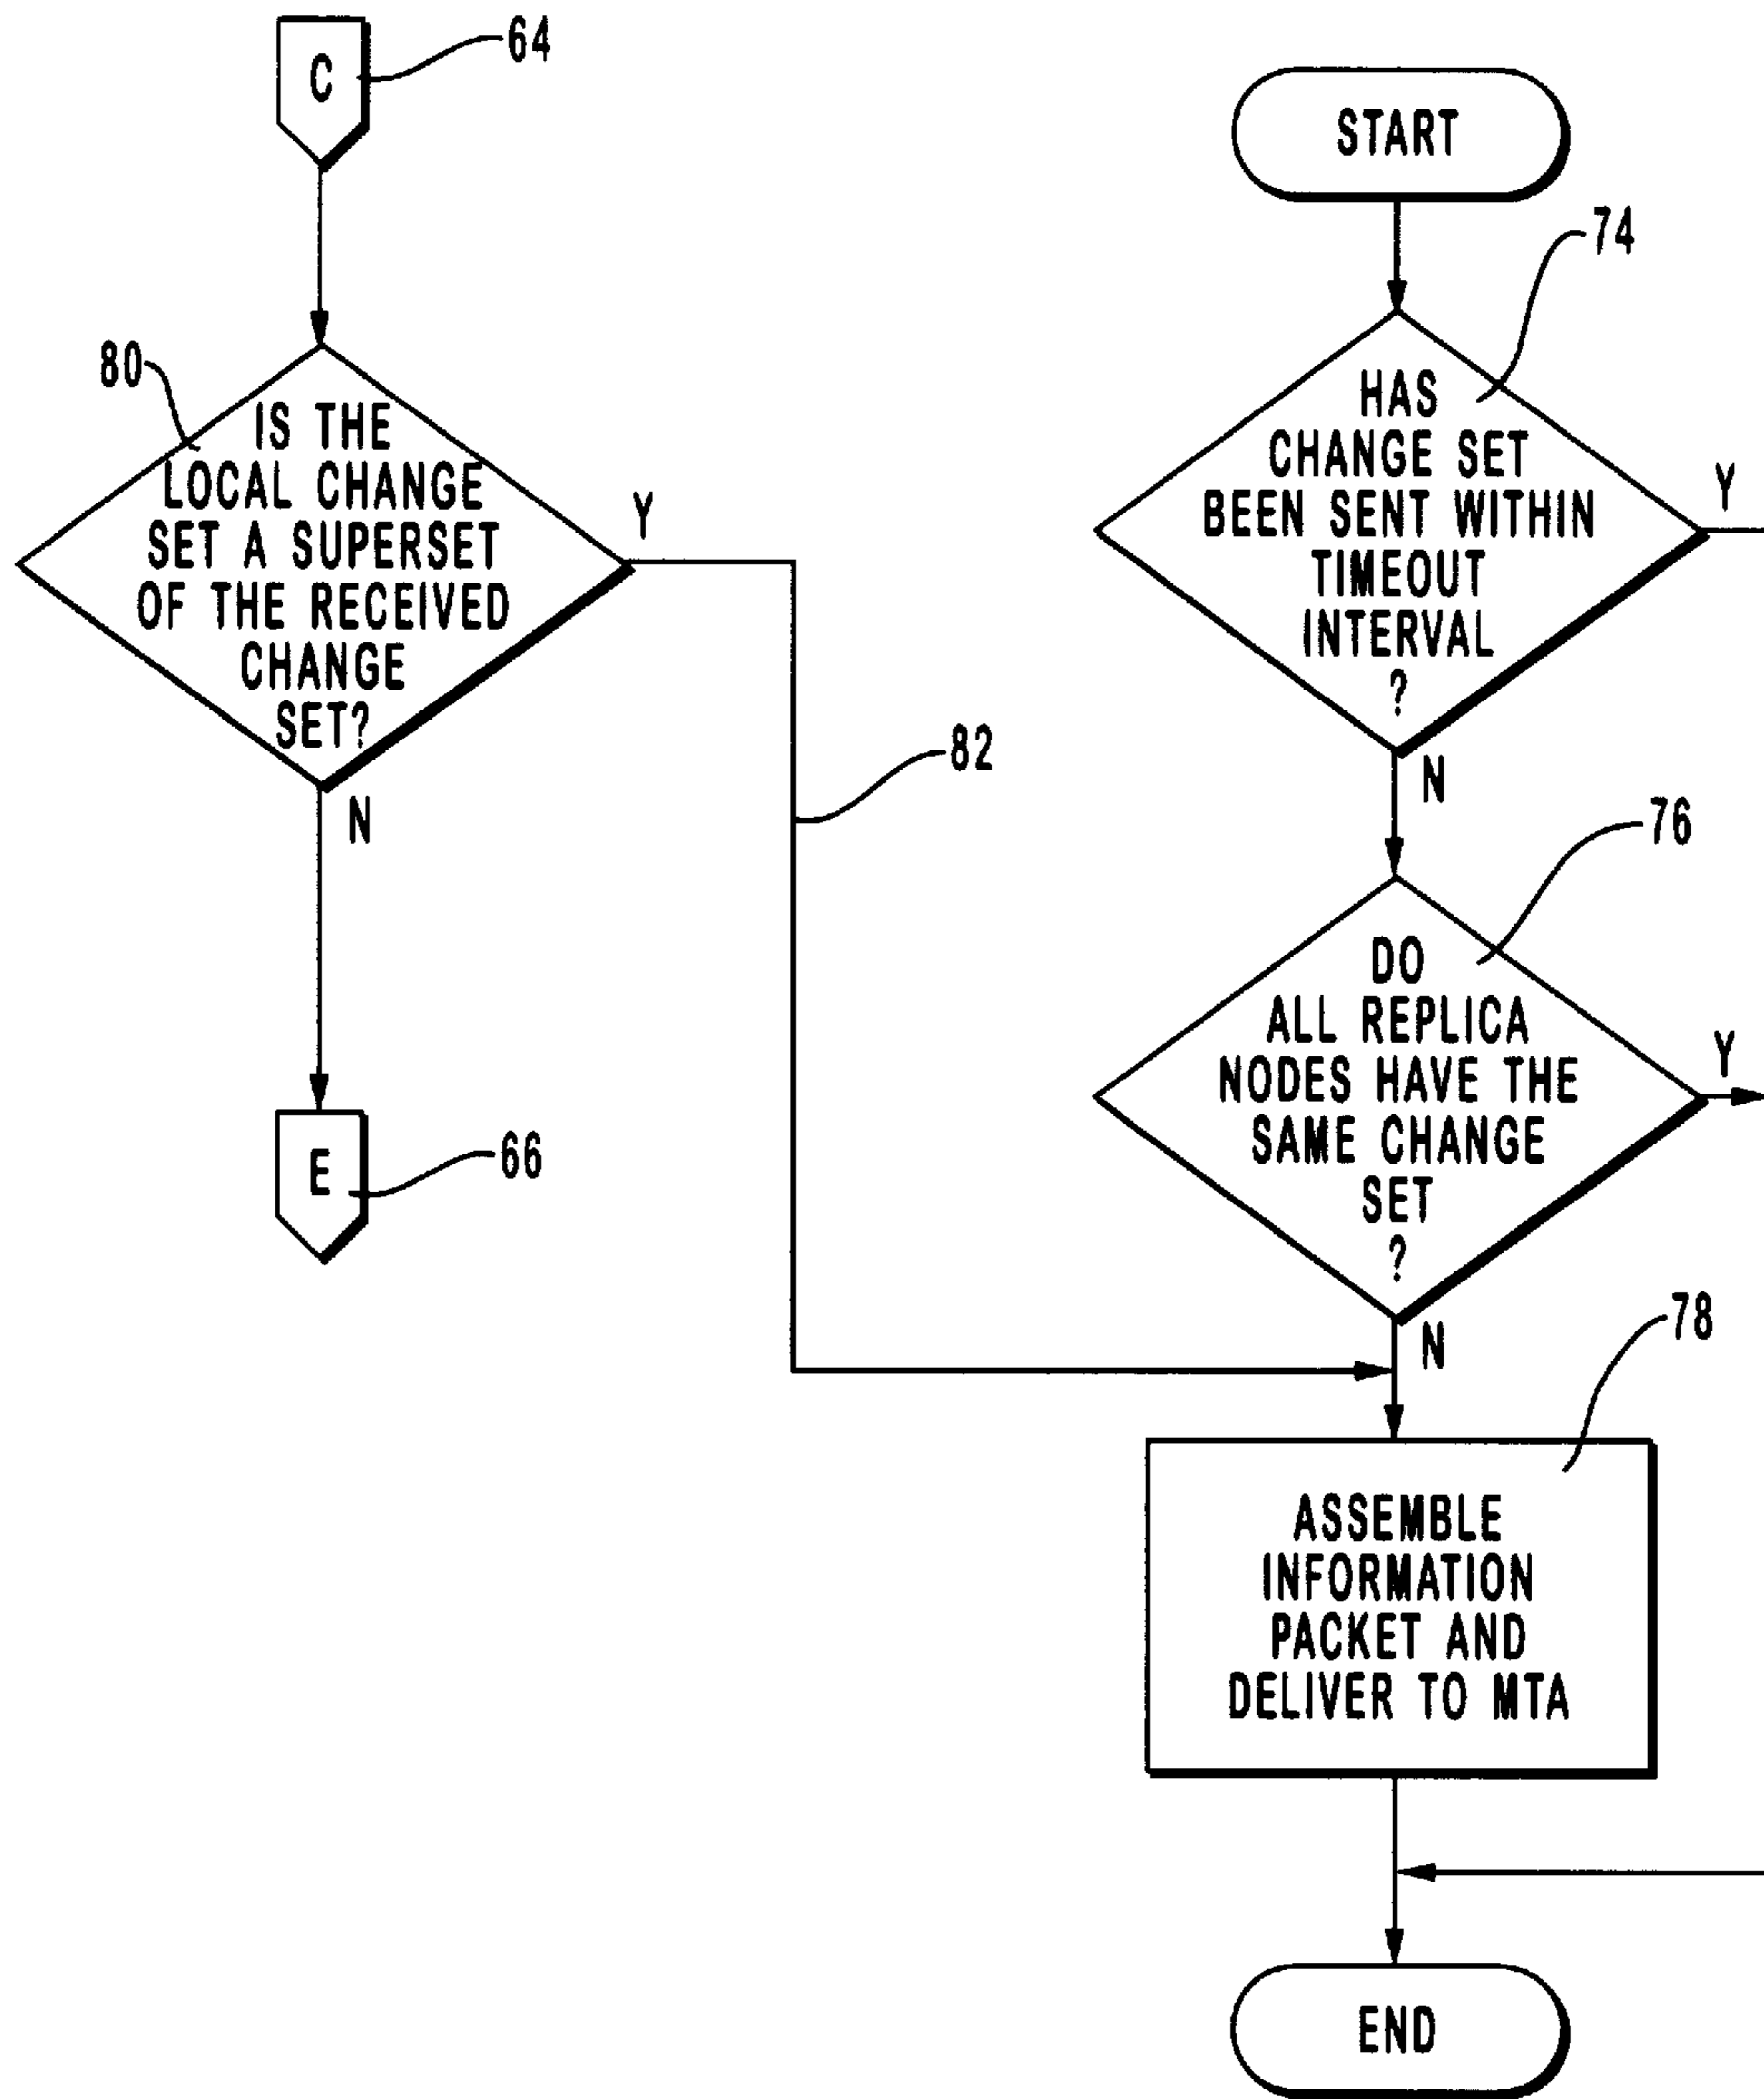 C
64
80
IS THE
LOCAL CHANGE
SET A SUPERSET
OF THE RECEIVED
CHANGE
SET?
Y
N
82
E
66
START
74
HAS
CHANGE SET
BEEN SENT WITHIN
TIMEOUT
INTERVAL
?
Y
N
76
DO
ALL REPLICA
NODES HAVE THE
SAME CHANGE
SET
?
Y
N
78
ASSEMBLE
INFORMATION
PACKET AND
DELIVER TO MTA
END